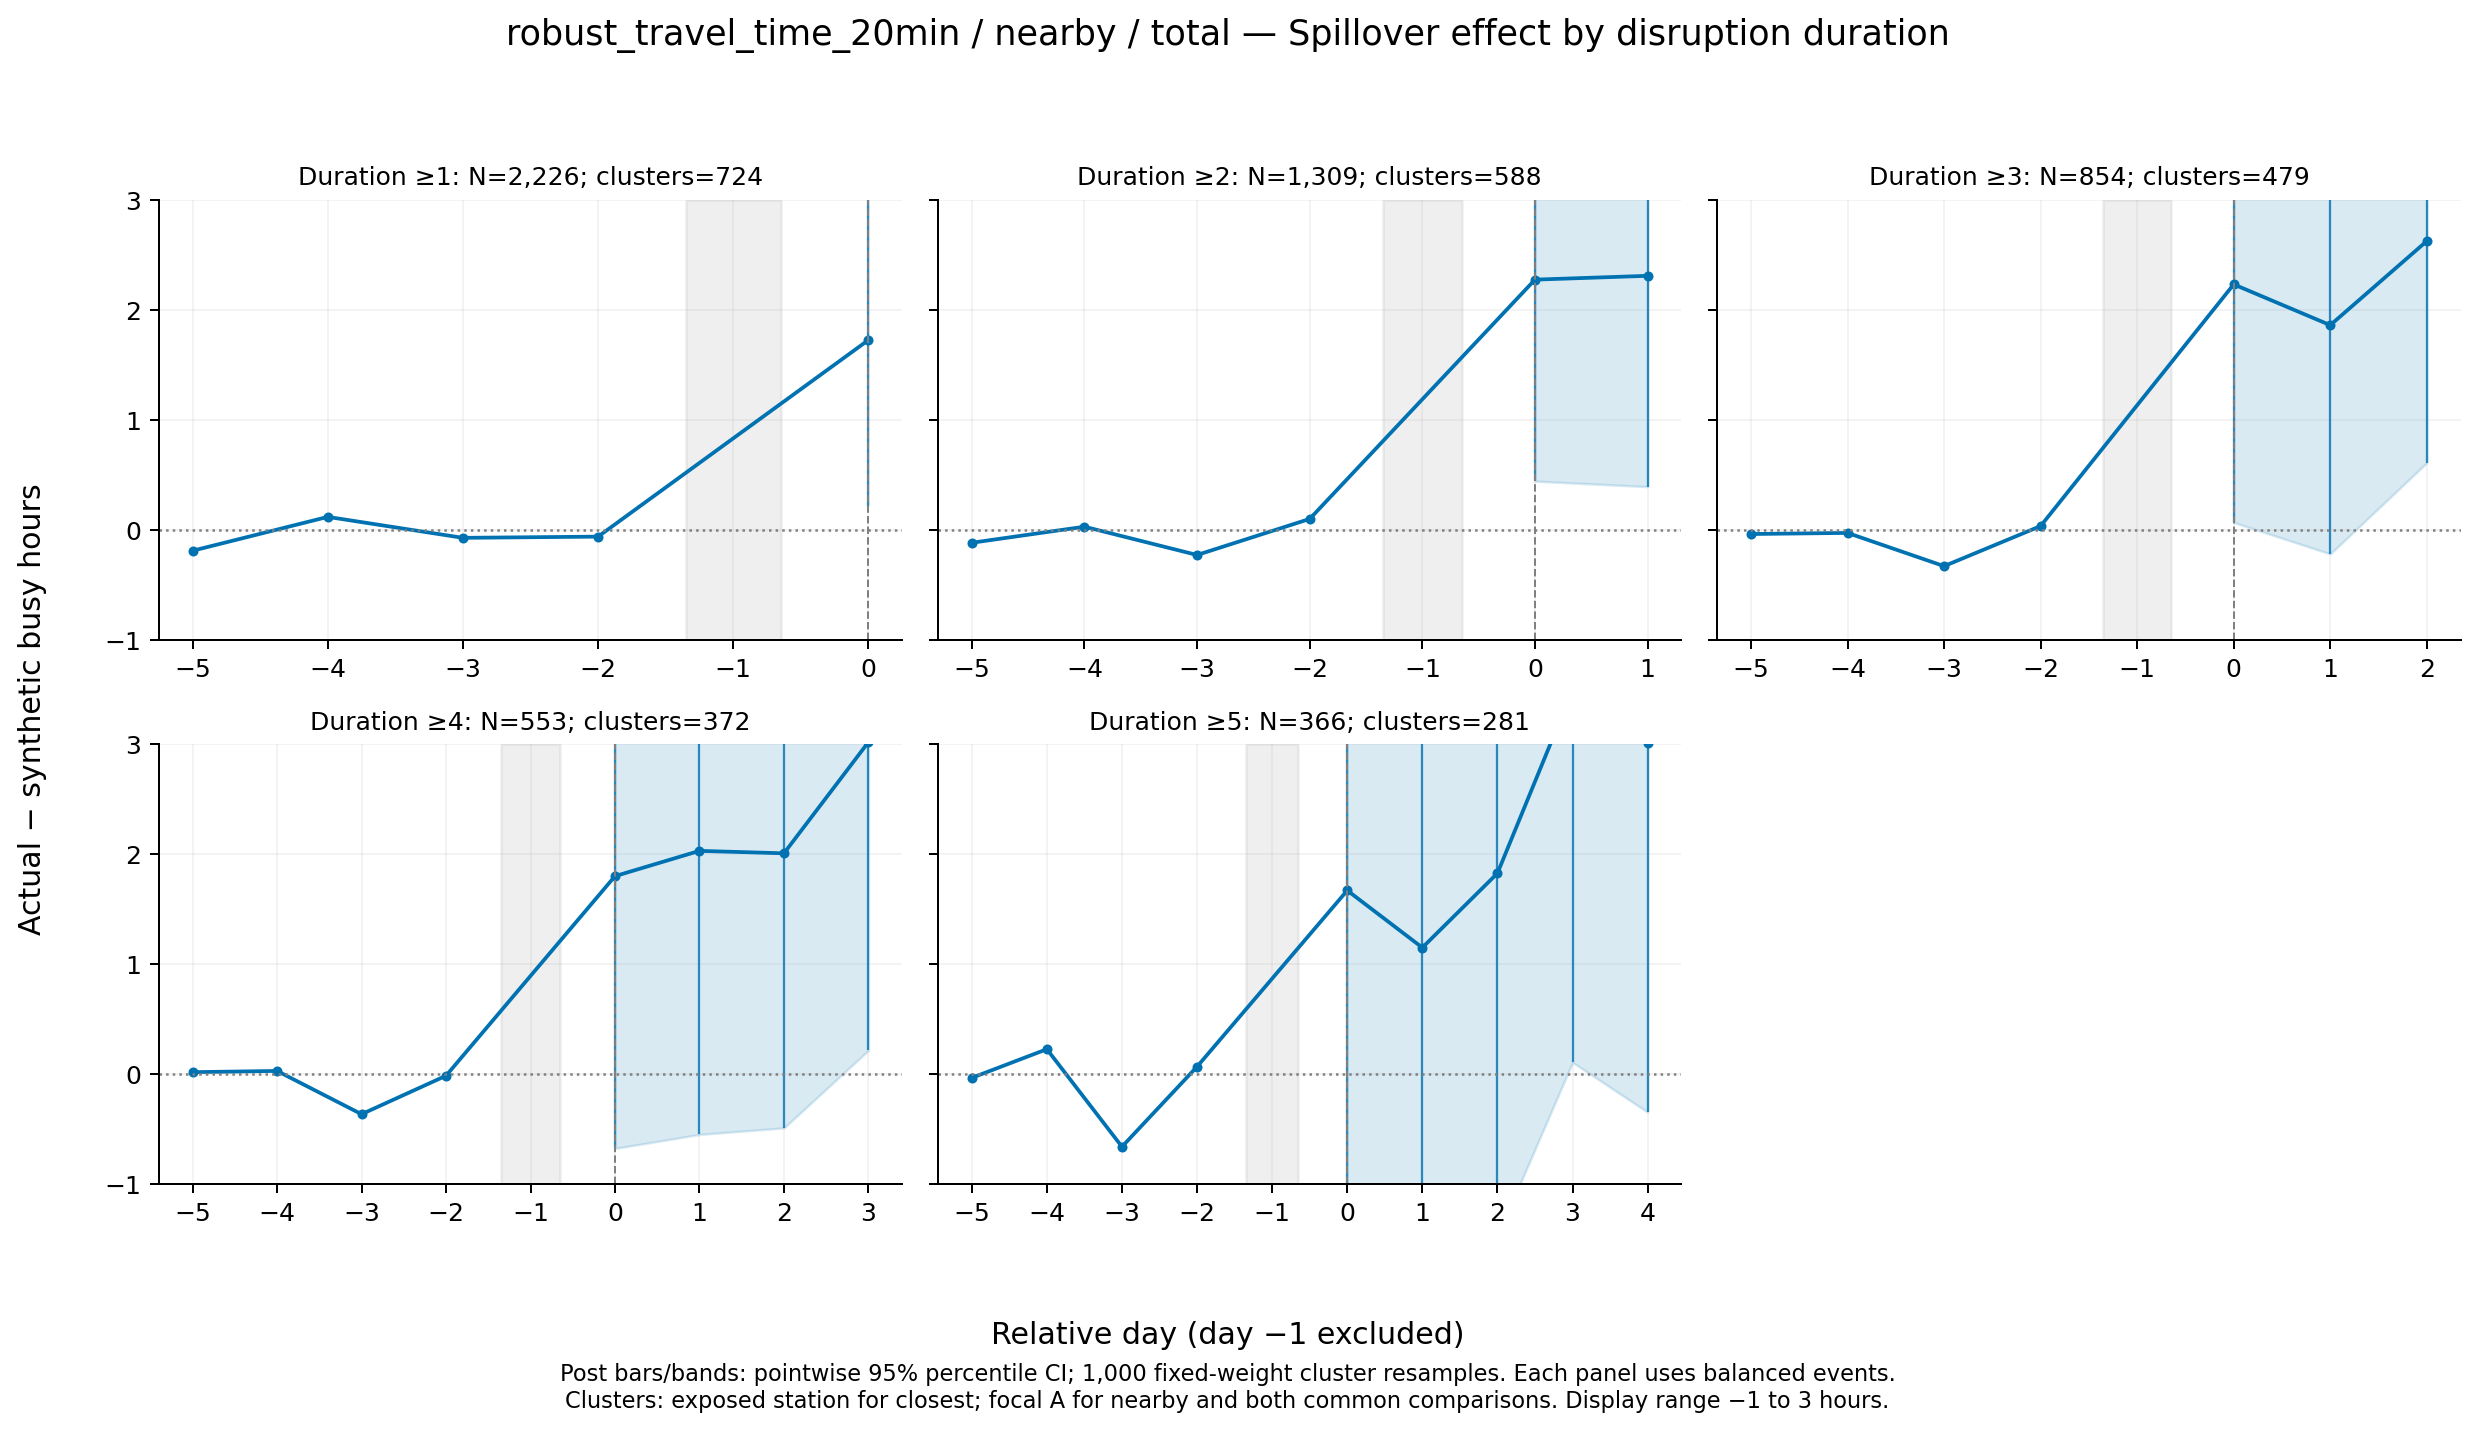 robust_travel_time_20min / nearby / total — Spillover effect by disruption duration
Duration ≥1: N=2,226; clusters=724
Duration ≥2: N=1,309; clusters=588
Duration ≥3: N=854; clusters=479
3
2
1
0
−1
−5 −4 −3 −2 −1 0
−5 −4 −3 −2 −1 0 1
−5 −4 −3 −2 −1 0 1 2
Actual − synthetic busy hours
Duration ≥4: N=553; clusters=372
Duration ≥5: N=366; clusters=281
3
2
1
0
−1
−5 −4 −3 −2 −1 0 1 2 3
−5 −4 −3 −2 −1 0 1 2 3 4
Relative day (day −1 excluded)
Post bars/bands: pointwise 95% percentile CI; 1,000 fixed-weight cluster resamples. Each panel uses balanced events.
Clusters: exposed station for closest; focal A for nearby and both common comparisons. Display range −1 to 3 hours.